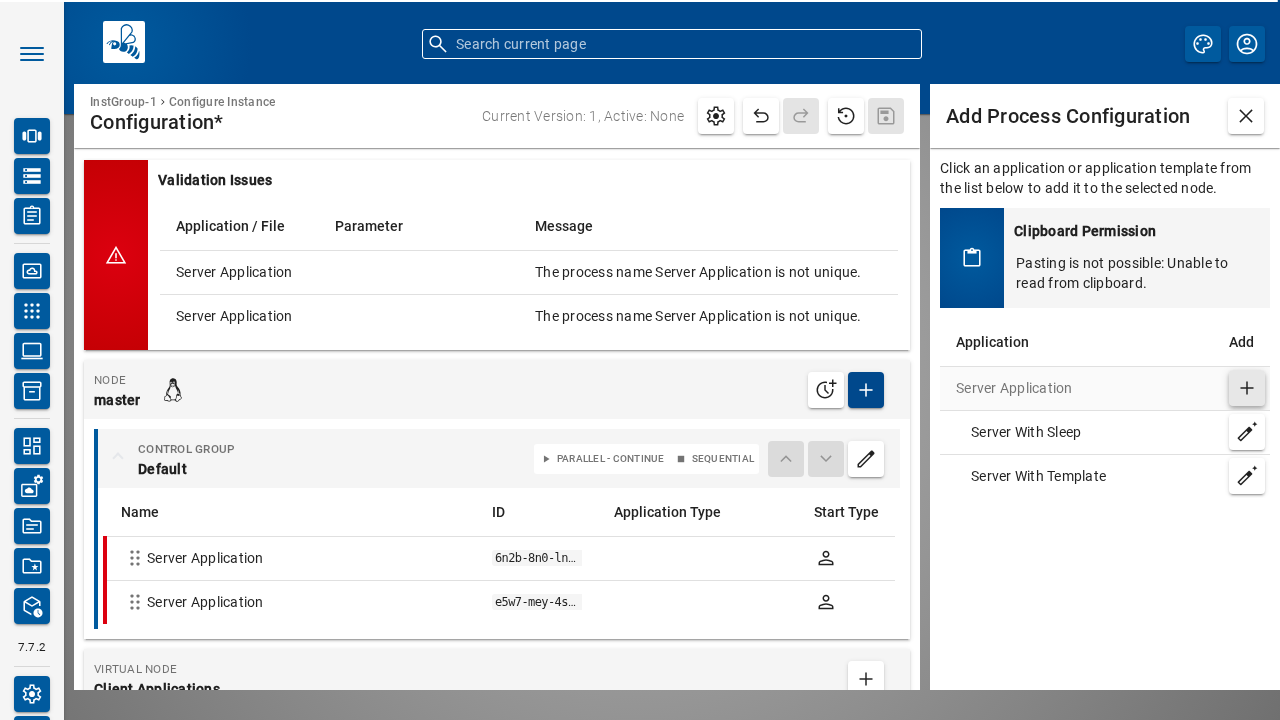 Search current page
InstGroup-1 › Configure Instance
Configuration*
Current Version: 1, Active: None
Validation Issues
Application / File Parameter Message
Server Application The process name Server Application is not unique.
Server Application The process name Server Application is not unique.
NODE
master
CONTROL GROUP
Default
PARALLEL - CONTINUE SEQUENTIAL
Name ID Application Type Start Type
Server Application 6n2b-8n0-ln…
Server Application e5w7-mey-4s…
VIRTUAL NODE
Client Applications
Add Process Configuration
Click an application or application template from
the list below to add it to the selected node.
Clipboard Permission
Pasting is not possible: Unable to
read from clipboard.
Application Add
Server Application
Server With Sleep
Server With Template
7.7.2